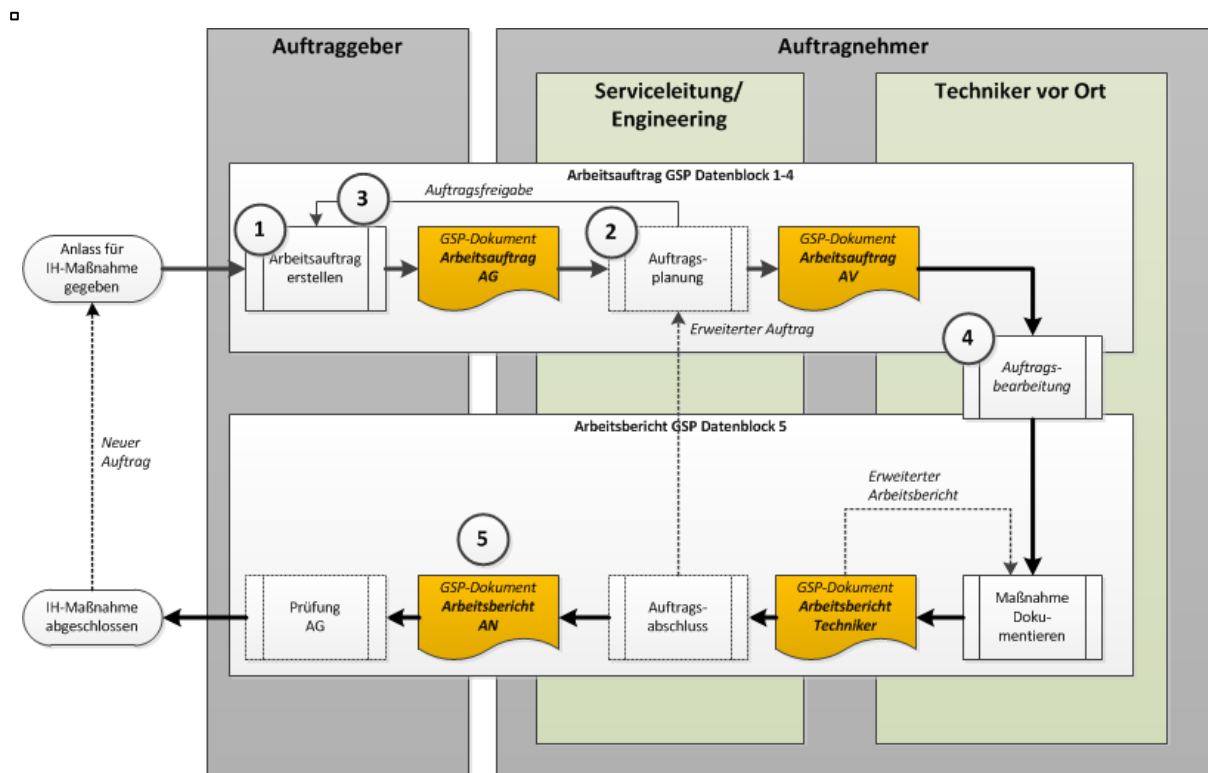 Auftraggeber
Auftragnehmer
Serviceleitung/
Engineering
Techniker vor Ort
Arbeitsauftrag GSP Datenblock 1-4
Auftragsfreigabe
3
1
2
Anlass für
IH-Maßnahme
gegeben
Arbeitsauftrag
erstellen
GSP-Dokument
Arbeitsauftrag
AG
Auftrags-
planung
GSP-Dokument
Arbeitsauftrag
AV
Erweiterter Auftrag
4
Auftrags-
bearbeitung
Arbeitsbericht GSP Datenblock 5
Neuer
Auftrag
Erweiterter
Arbeitsbericht
5
IH-Maßnahme
abgeschlossen
Prüfung
AG
GSP-Dokument
Arbeitsbericht
AN
Auftrags-
abschluss
GSP-Dokument
Arbeitsbericht
Techniker
Maßnahme
Doku-
mentieren